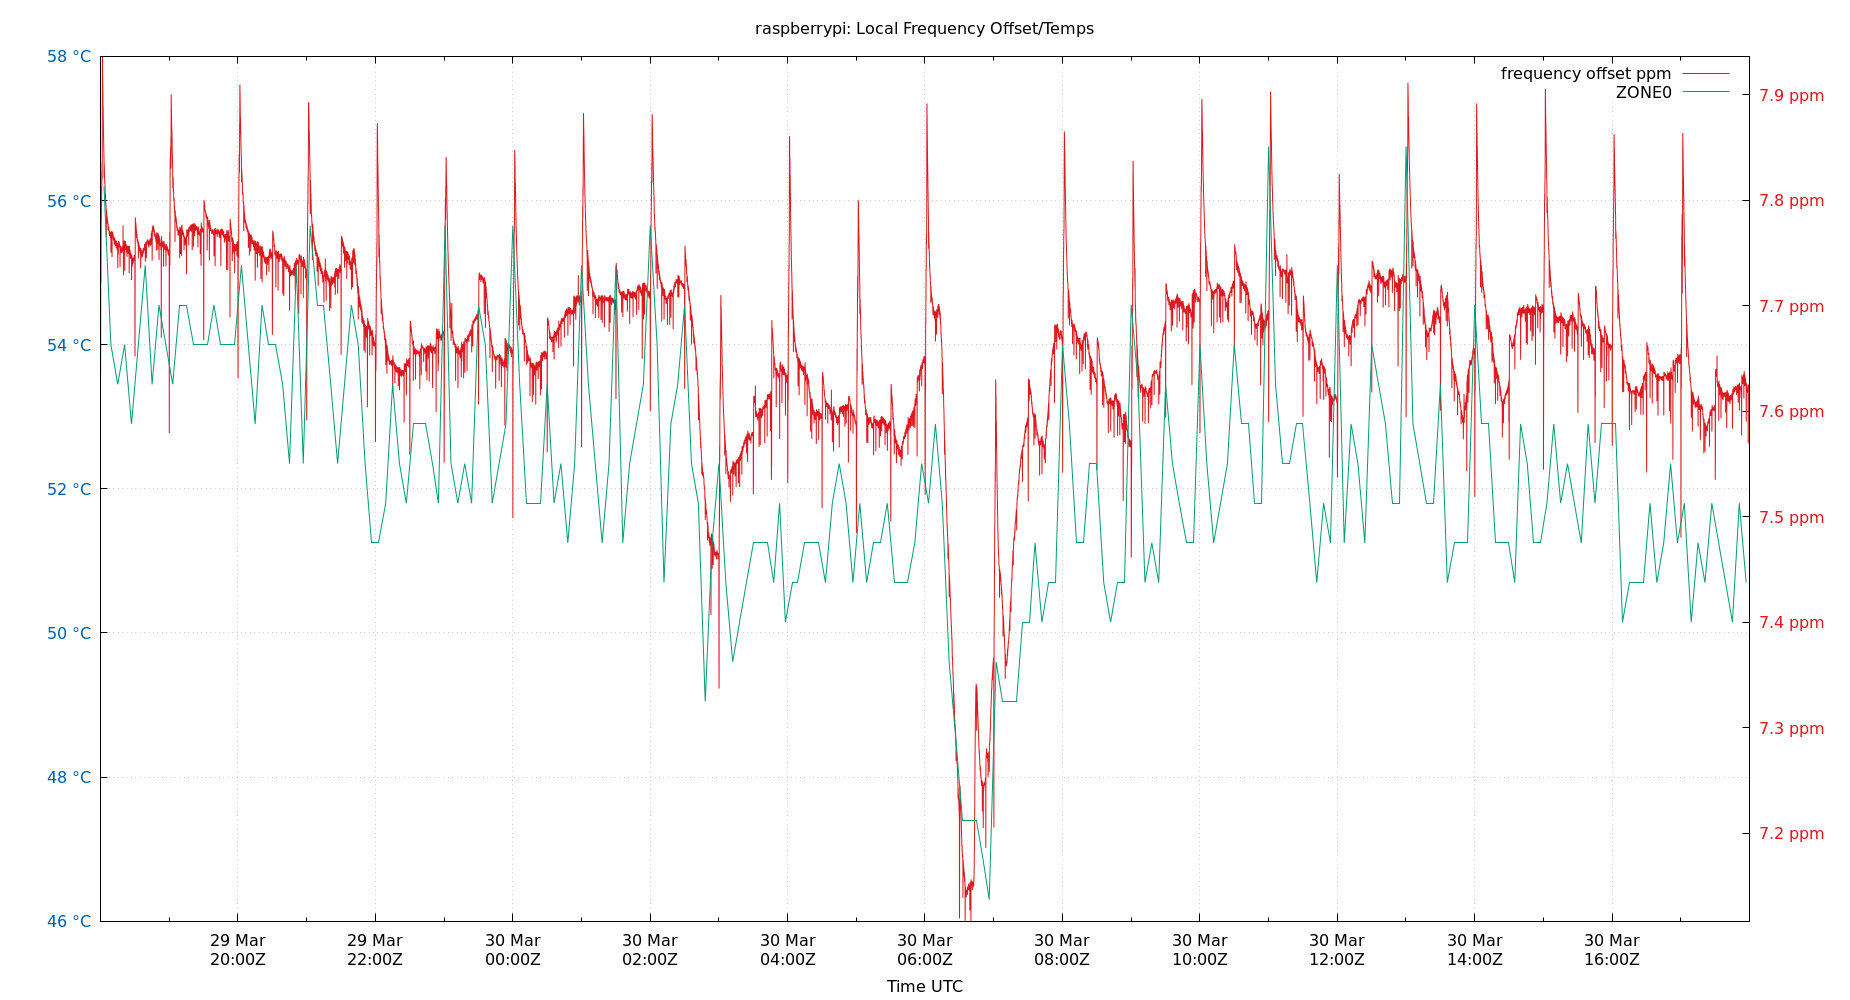 raspberrypi: Local Frequency Offset/Temps
frequency offset ppm
ZONE0
58 °C
56 °C
54 °C
52 °C
50 °C
48 °C
46 °C
7.9 ppm
7.8 ppm
7.7 ppm
7.6 ppm
7.5 ppm
7.4 ppm
7.3 ppm
7.2 ppm
29 Mar
20:00Z
29 Mar
22:00Z
30 Mar
00:00Z
30 Mar
02:00Z
30 Mar
04:00Z
30 Mar
06:00Z
30 Mar
08:00Z
30 Mar
10:00Z
30 Mar
12:00Z
30 Mar
14:00Z
30 Mar
16:00Z
Time UTC